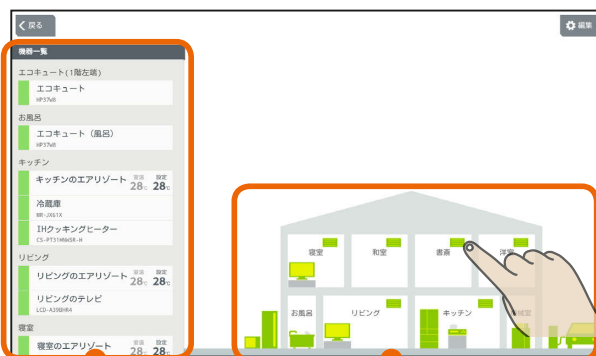 戻る
編集
機器一覧
エコキュート(1階左端)
エコキュート
HP37W8
お風呂
エコキュート（風呂）
HP37W8
キッチン
キッチンのエアリゾート 室温 28℃ 設定 28℃
冷蔵庫
MR-JX61X
IHクッキングヒーター
CS-PT31HNWSR-H
リビング
リビングのエアリゾート 室温 28℃ 設定 28℃
リビングのテレビ
LCD-A39BHR4
寝室
寝室のエアリゾート 室温 28℃ 設定 28℃
寝室
和室
書斎
お風呂
リビング
キッチン